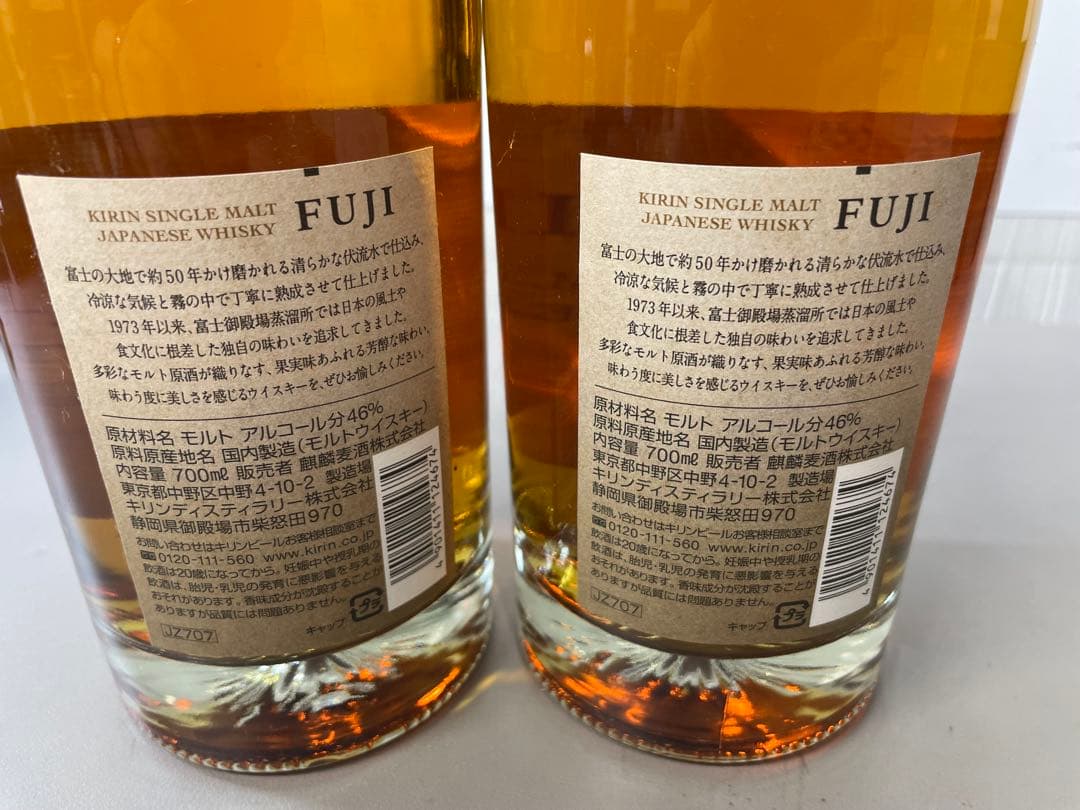 KIRIN SINGLE MALT
JAPANESE WHISKY
FUJI
富士の大地で約50年かけ磨かれる清らかな伏流水で仕込み、
冷涼な気候と霧の中で丁寧に熟成させて仕上げました。
1973年以来、富士御殿場蒸溜所では日本の風土や
食文化に根差した独自の味わいを追求してきました。
多彩なモルト原酒が織りなす、果実味あふれる芳醇な味わい。
味わう度に美しさを感じるウイスキーを、ぜひお愉しみください。
原材料名 モルト アルコール分46%
原料原産地名 国内製造(モルトウイスキー)
内容量 700㎖ 販売者 麒麟麦酒株式会社
東京都中野区中野4-10-2 製造場
キリンディスティラリー株式会社
静岡県御殿場市柴怒田970
お問い合わせはキリンビールお客様相談室まで
0120-111-560 www.kirin.co.jp
飲酒は20歳になってから。妊娠中や授乳期の
飲酒は、胎児・乳児の発育に悪影響を与える
おそれがあります。香味成分が沈殿することが
ありますが品質には問題ありません。
JZ707
キャップ
プラ
4901411124674
KIRIN SINGLE MALT
JAPANESE WHISKY
FUJI
富士の大地で約50年かけ磨かれる清らかな伏流水で仕込み、
冷涼な気候と霧の中で丁寧に熟成させて仕上げました。
1973年以来、富士御殿場蒸溜所では日本の風土や
食文化に根差した独自の味わいを追求してきました。
多彩なモルト原酒が織りなす、果実味あふれる芳醇な味わい。
味わう度に美しさを感じるウイスキーを、ぜひお愉しみください。
原材料名 モルト アルコール分46%
原料原産地名 国内製造(モルトウイスキー)
内容量 700㎖ 販売者 麒麟麦酒株式会社
東京都中野区中野4-10-2 製造場
キリンディスティラリー株式会社
静岡県御殿場市柴怒田970
お問い合わせはキリンビールお客様相談室まで
0120-111-560 www.kirin.co.jp
飲酒は20歳になってから。妊娠中や授乳期の
飲酒は、胎児・乳児の発育に悪影響を与える
おそれがあります。香味成分が沈殿することが
ありますが品質には問題ありません。
JZ707
キャップ
プラ
4901411124674